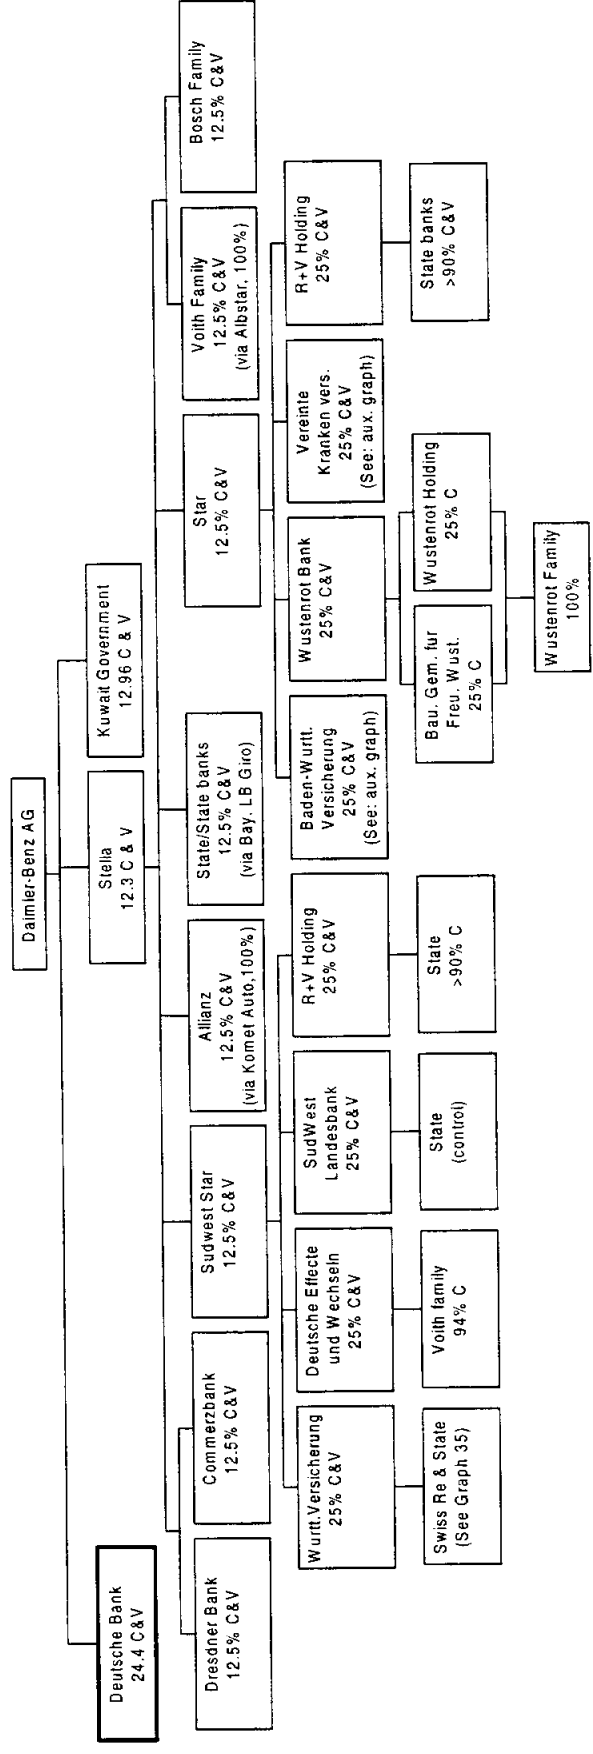 Daimler-Benz AG
Deutsche Bank
24.4 C&V
Stella
12.3 C & V
Kuwait Government
12.96 C & V
Dresdner Bank
12.5% C&V
Commerzbank
12.5% C&V
Sudwest Star
12.5% C&V
Allianz
12.5% C&V
(via Komet Auto,100%)
State/State banks
12.5% C&V
(via Bay. LB Giro)
Star
12.5% C&V
Voith Family
12.5% C&V
(via Albstar, 100%)
Bosch Family
12.5% C&V
Wurtt.Versicherung
25% C&V
Deutsche Effecte
und Wechseln
25% C&V
SudWest
Landesbank
25% C&V
R+V Holding
25% C&V
Baden-Wurtt.
Versicherung
25% C&V
(See: aux. graph)
Wustenrot Bank
25% C&V
Vereinte
Kranken vers.
25% C&V
(See: aux. graph)
R+V Holding
25% C&V
Swiss Re & State
(See Graph 35)
Voith family
94% C
State
(control)
State
>90% C
Bau. Gem. fur
Freu. Wust.
25% C
Wustenrot Holding
25% C
State banks
>90% C&V
Wustenrot Family
100%